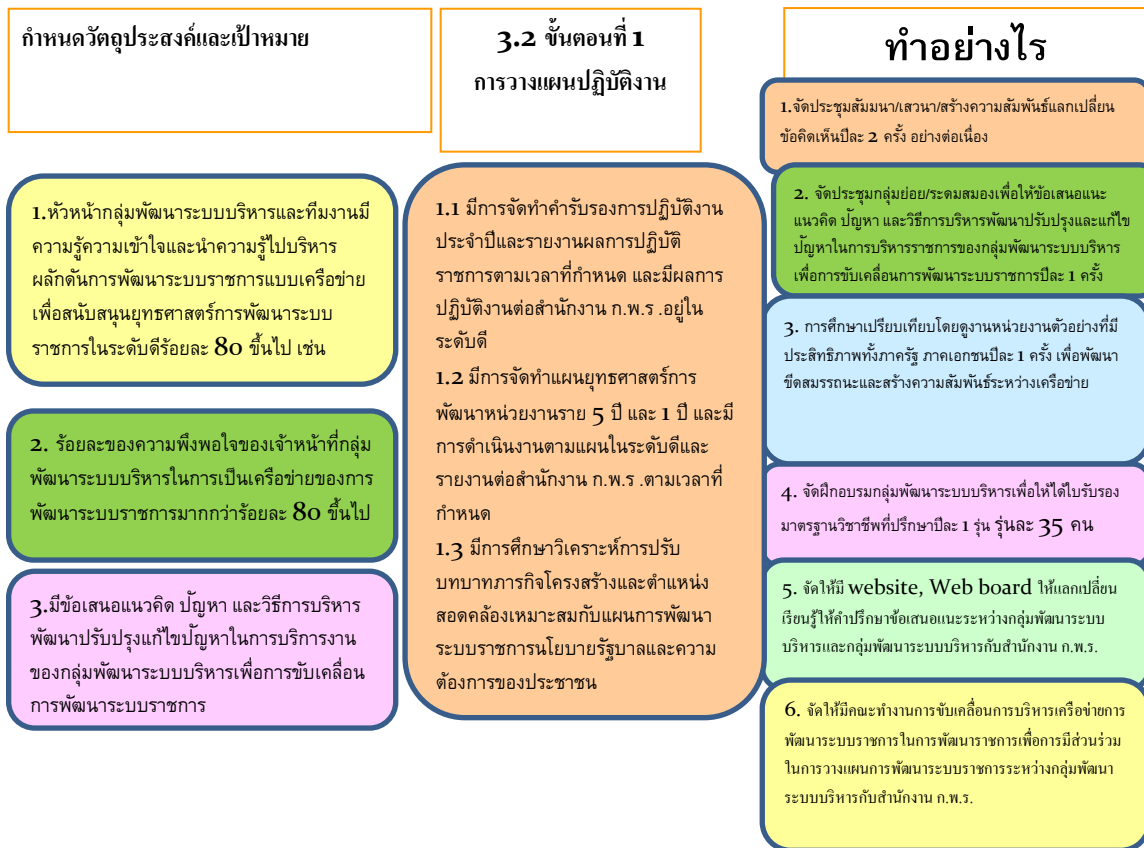 กำหนดวัตถุประสงค์และเป้าหมาย
1.หัวหน้ากลุ่มพัฒนาระบบบริหารและทีมงานมี
ความรู้ความเข้าใจและนำความรู้ไปบริหาร
ผลักดันการพัฒนาระบบราชการแบบเครือข่าย
เพื่อสนับสนุนยุทธศาสตร์การพัฒนาระบบ
ราชการในระดับดีร้อยละ 80 ขึ้นไป เช่น
2. ร้อยละของความพึงพอใจของเจ้าหน้าที่กลุ่ม
พัฒนาระบบบริหารในการเป็นเครือข่ายของการ
พัฒนาระบบราชการมากกว่าร้อยละ 80 ขึ้นไป
3.มีข้อเสนอแนวคิด ปัญหา และวิธีการบริหาร
พัฒนาปรับปรุงแก้ไขปัญหาในการบริการงาน
ของกลุ่มพัฒนาระบบบริหารเพื่อการขับเคลื่อน
การพัฒนาระบบราชการ
3.2 ขั้นตอนที่ 1
การวางแผนปฏิบัติงาน
1.1 มีการจัดทำคำรับรองการปฏิบัติงาน
ประจำปีและรายงานผลการปฏิบัติ
ราชการตามเวลาที่กำหนด และมีผลการ
ปฏิบัติงานต่อสำนักงาน ก.พ.ร .อยู่ใน
ระดับดี
1.2 มีการจัดทำแผนยุทธศาสตร์การ
พัฒนาหน่วยงานราย 5 ปี และ 1 ปี และมี
การดำเนินงานตามแผนในระดับดีและ
รายงานต่อสำนักงาน ก.พ.ร .ตามเวลาที่
กำหนด
1.3 มีการศึกษาวิเคราะห์การปรับ
บทบาทภารกิจโครงสร้างและตำแหน่ง
สอดคล้องเหมาะสมกับแผนการพัฒนา
ระบบราชการนโยบายรัฐบาลและความ
ต้องการของประชาชน
ทำอย่างไร
1.จัดประชุมสัมมนา/เสวนา/สร้างความสัมพันธ์แลกเปลี่ยน
ข้อคิดเห็นปีละ 2 ครั้ง อย่างต่อเนื่อง
2. จัดประชุมกลุ่มย่อย/ระดมสมองเพื่อให้ข้อเสนอแนะ
แนวคิด ปัญหา และวิธีการบริหารพัฒนาปรับปรุงและแก้ไข
ปัญหาในการบริหารราชการของกลุ่มพัฒนาระบบบริหาร
เพื่อการขับเคลื่อนการพัฒนาระบบราชการปีละ 1 ครั้ง
3. การศึกษาเปรียบเทียบโดยดูงานหน่วยงานตัวอย่างที่มี
ประสิทธิภาพทั้งภาครัฐ ภาคเอกชนปีละ 1 ครั้ง เพื่อพัฒนา
ขีดสมรรถนะและสร้างความสัมพันธ์ระหว่างเครือข่าย
4. จัดฝึกอบรมกลุ่มพัฒนาระบบบริหารเพื่อให้ได้ใบรับรอง
มาตรฐานวิชาชีพที่ปรึกษาปีละ 1 รุ่น รุ่นละ 35 คน
5. จัดให้มี website, Web board ให้แลกเปลี่ยน
เรียนรู้ให้คำปรึกษาข้อเสนอแนะระหว่างกลุ่มพัฒนาระบบ
บริหารและกลุ่มพัฒนาระบบบริหารกับสำนักงาน ก.พ.ร.
6. จัดให้มีคณะทำงานการขับเคลื่อนการบริหารเครือข่ายการ
พัฒนาระบบราชการในการพัฒนาราชการเพื่อการมีส่วนร่วม
ในการวางแผนการพัฒนาระบบราชการระหว่างกลุ่มพัฒนา
ระบบบริหารกับสำนักงาน ก.พ.ร.